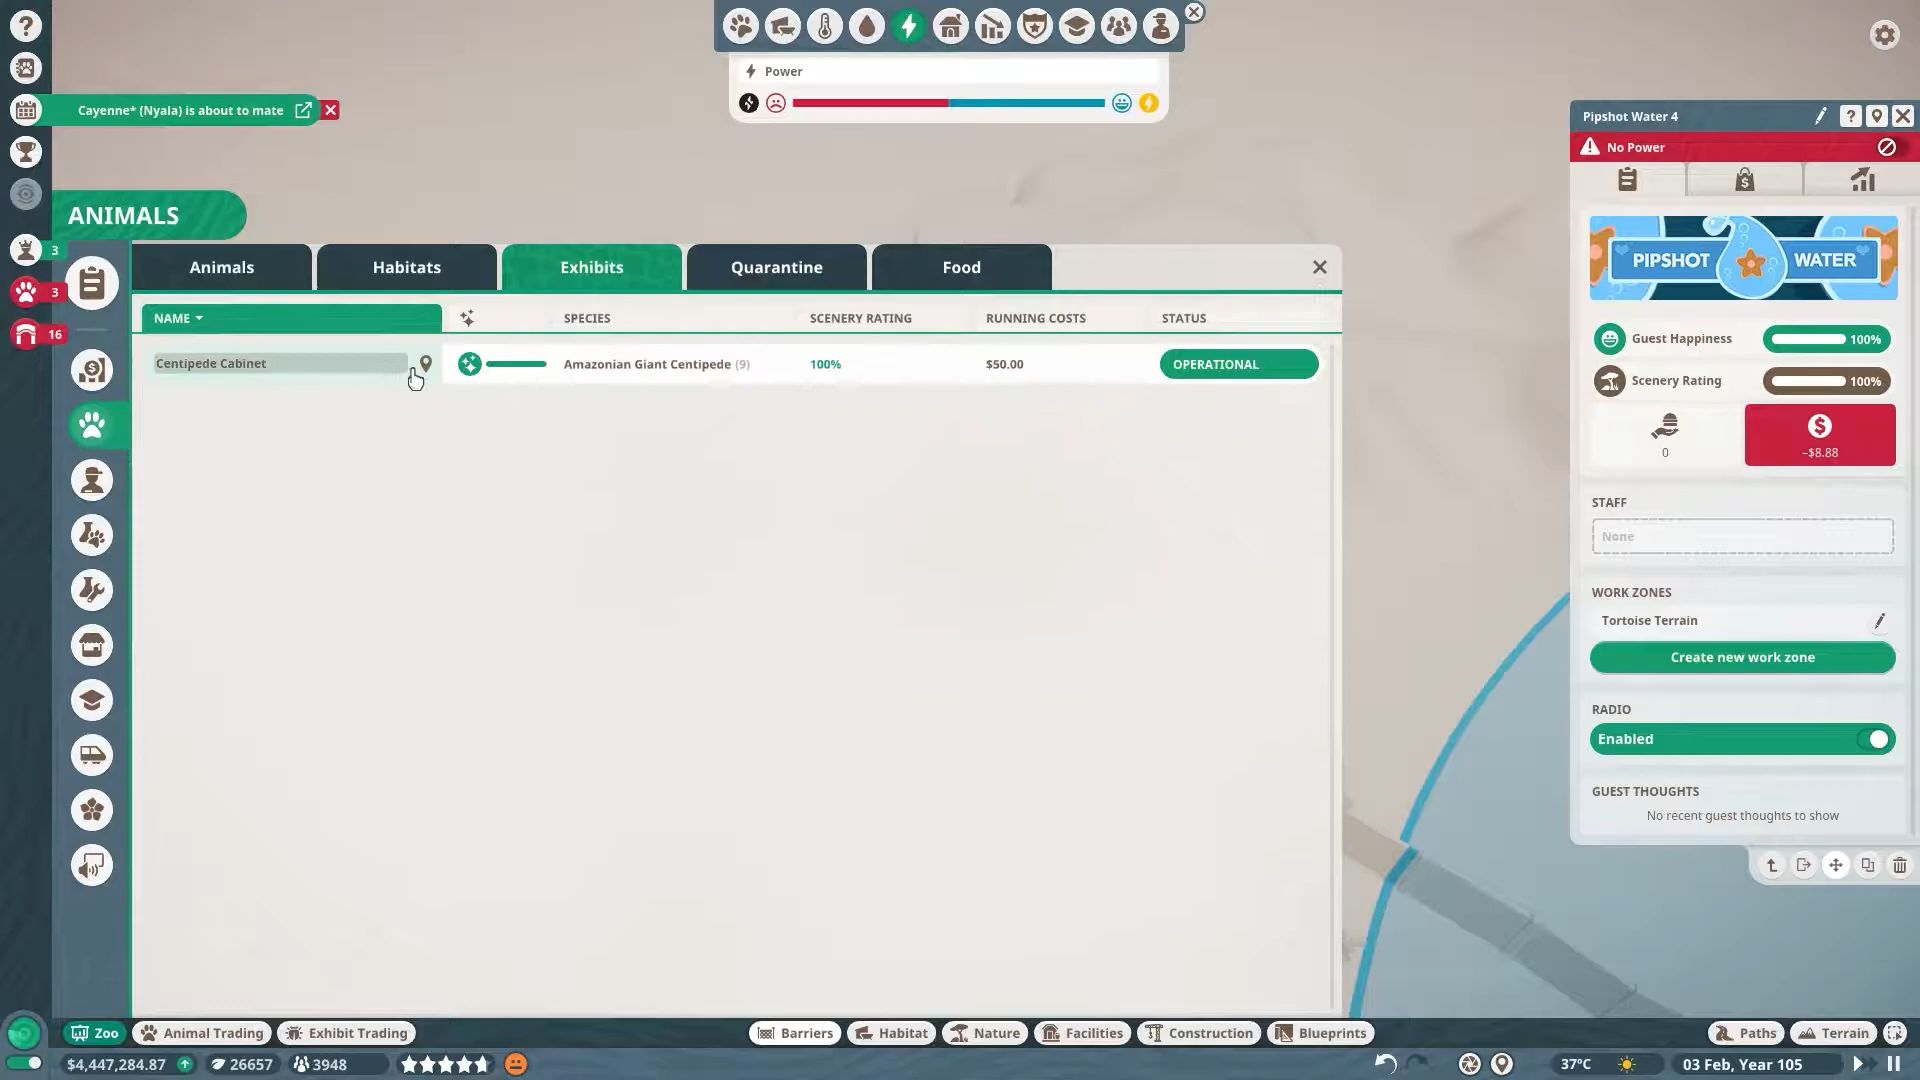 Power
Cayenne* (Nyala) is about to mate
Pipshot Water 4
No Power
ANIMALS
Animals
Habitats
Exhibits
Quarantine
Food
NAME
SPECIES
SCENERY RATING
RUNNING COSTS
STATUS
Centipede Cabinet
Amazonian Giant Centipede (9)
100%
$50.00
OPERATIONAL
3
3
16
PIPSHOT WATER
Guest Happiness 100%
Scenery Rating 100%
0
-$8.88
STAFF
None
WORK ZONES
Tortoise Terrain
Create new work zone
RADIO
Enabled
GUEST THOUGHTS
No recent guest thoughts to show
Zoo
Animal Trading
Exhibit Trading
Barriers
Habitat
Nature
Facilities
Construction
Blueprints
Paths
Terrain
$4,447,284.87
26657
3948
37°C
03 Feb, Year 105